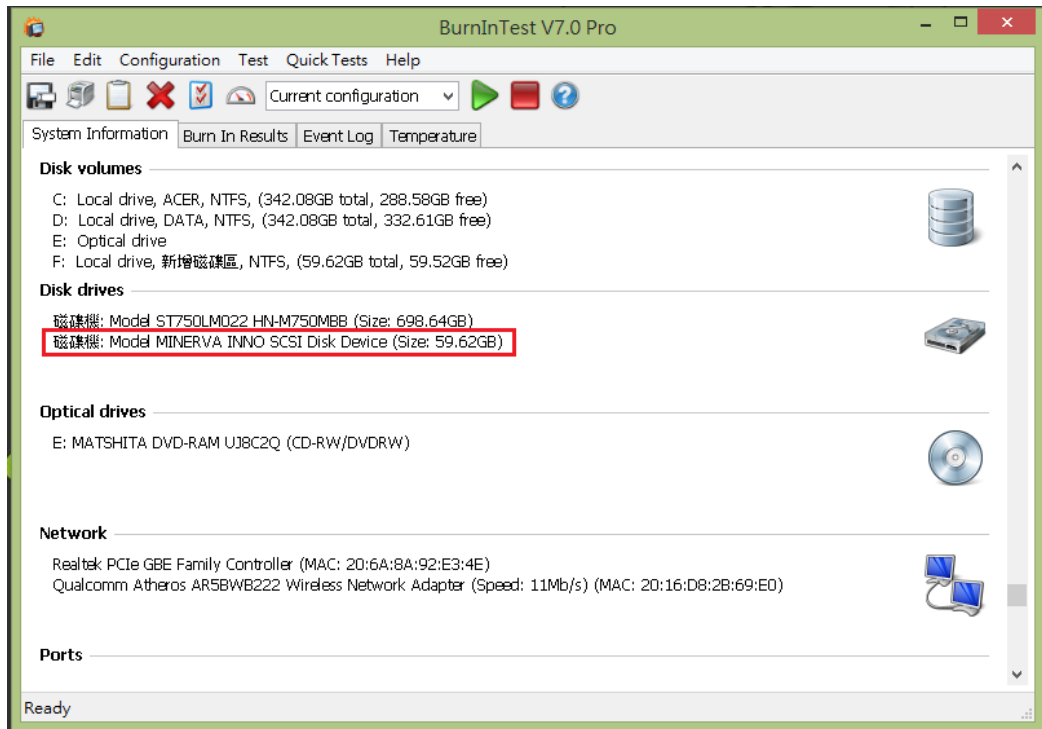 BurnInTest V7.0 Pro
File Edit Configuration Test Quick Tests Help
Current configuration
System Information Burn In Results Event Log Temperature
Disk volumes
C: Local drive, ACER, NTFS, (342.08GB total, 288.58GB free)
D: Local drive, DATA, NTFS, (342.08GB total, 332.61GB free)
E: Optical drive
F: Local drive, 新增磁碟區, NTFS, (59.62GB total, 59.52GB free)
Disk drives
磁碟機: Model ST750LM022 HN-M750MBB (Size: 698.64GB)
磁碟機: Model MINERVA INNO SCSI Disk Device (Size: 59.62GB)
Optical drives
E: MATSHITA DVD-RAM UJ8C2Q (CD-RW/DVDRW)
Network
Realtek PCIe GBE Family Controller (MAC: 20:6A:8A:92:E3:4E)
Qualcomm Atheros AR5BWB222 Wireless Network Adapter (Speed: 11Mb/s) (MAC: 20:16:D8:2B:69:E0)
Ports
Ready